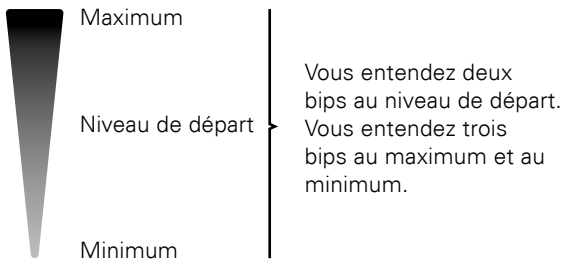 Maximum
Niveau de départ
Minimum
Vous entendez deux
bips au niveau de départ.
Vous entendez trois
bips au maximum et au
minimum.